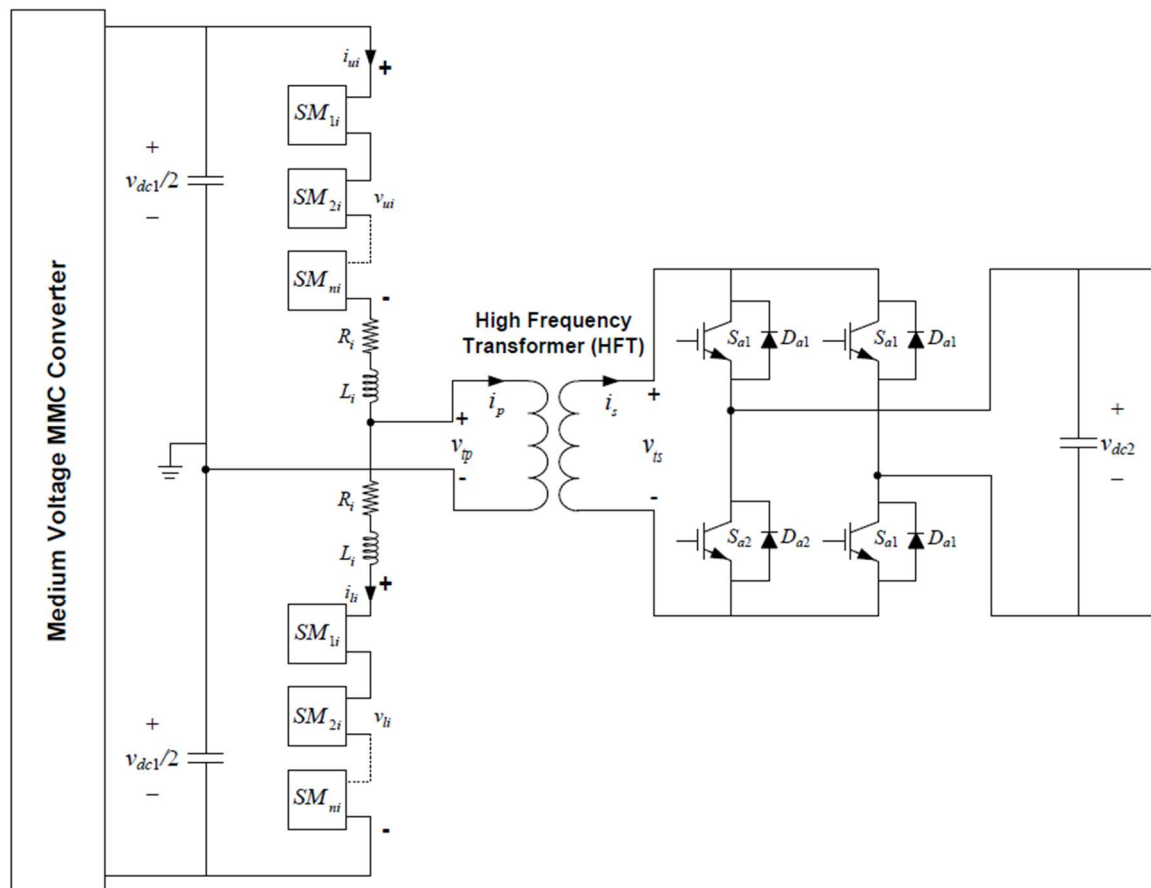 Medium Voltage MMC Converter
+
v_dc1/2
−
i_ui
+
SM_1i
SM_2i
v_ui
SM_ni
-
R_i
L_i
High Frequency
Transformer (HFT)
i_p
i_s
+
v_tp
-
+
v_ts
-
S_a1
D_a1
S_a1
D_a1
+
v_dc2
−
S_a2
D_a2
S_a1
D_a1
R_i
L_i
i_li
+
SM_1i
SM_2i
v_li
SM_ni
-
+
v_dc1/2
−